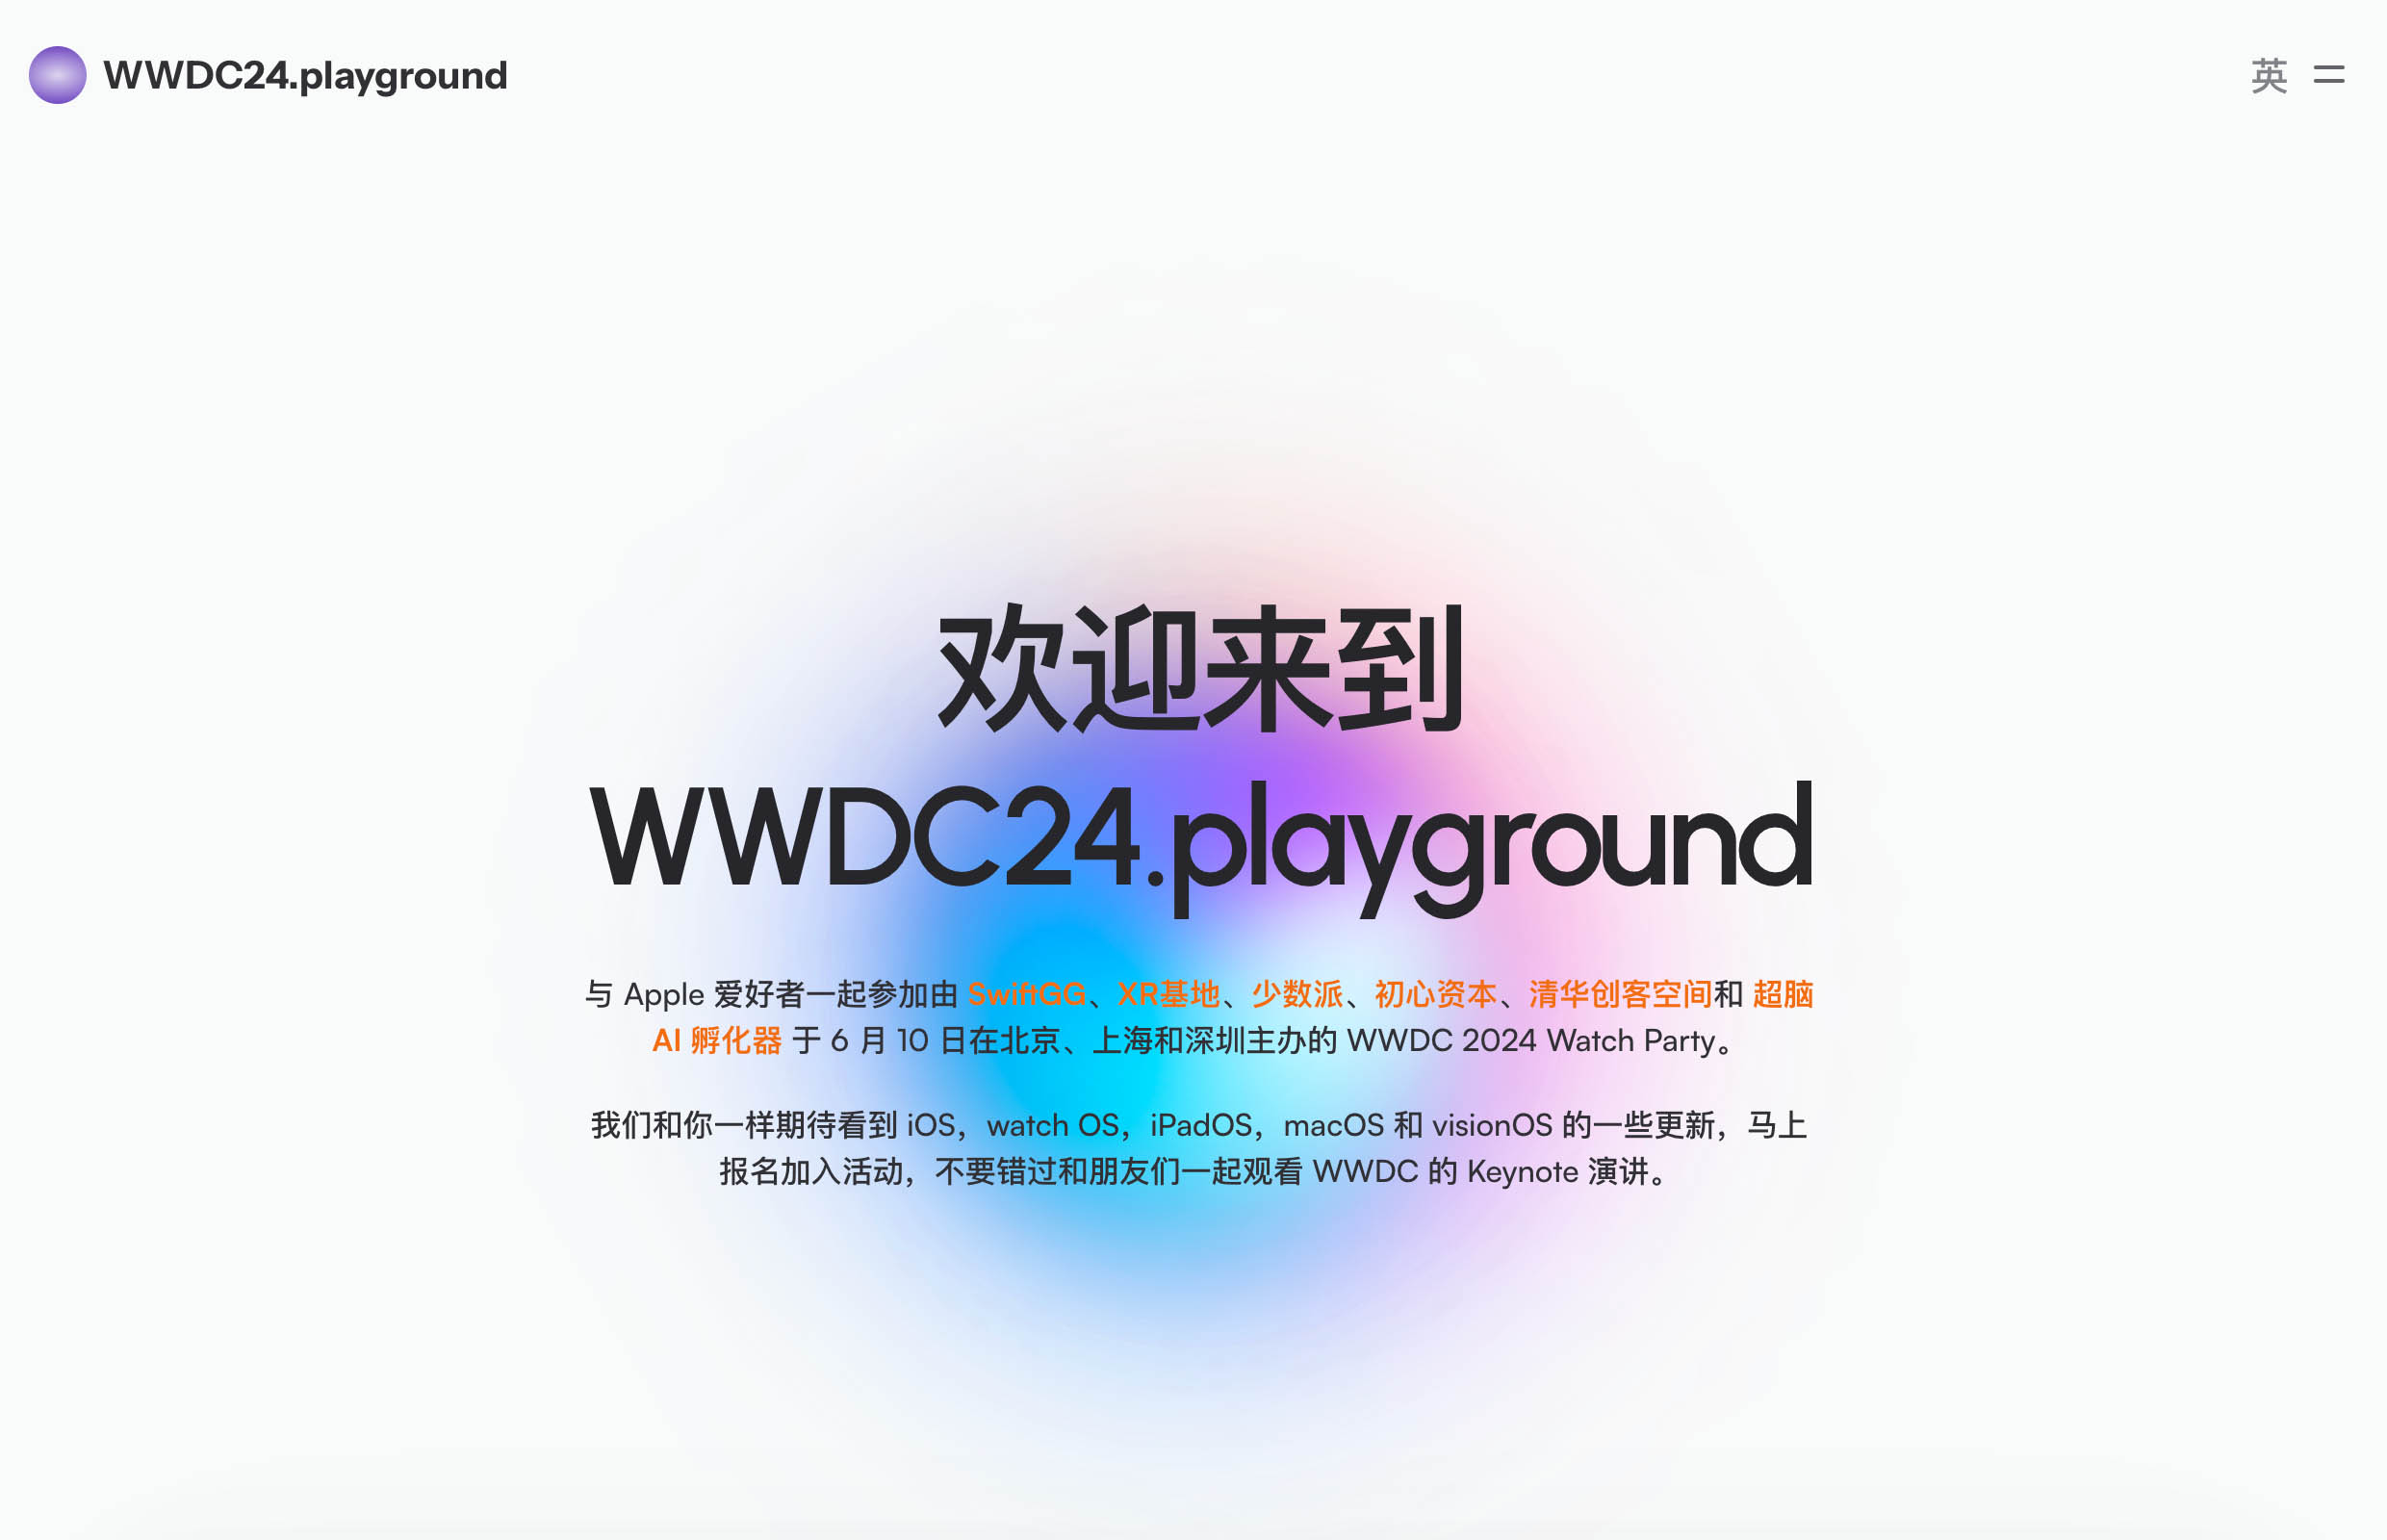 WWDC24.playground
英
欢迎来到
WWDC24.playground
与 Apple 爱好者一起参加由 SwiftGG、XR基地、少数派、初心资本、清华创客空间和 超脑
AI 孵化器 于 6 月 10 日在北京、上海和深圳主办的 WWDC 2024 Watch Party。
我们和你一样期待看到 iOS，watch OS，iPadOS，macOS 和 visionOS 的一些更新，马上
报名加入活动，不要错过和朋友们一起观看 WWDC 的 Keynote 演讲。